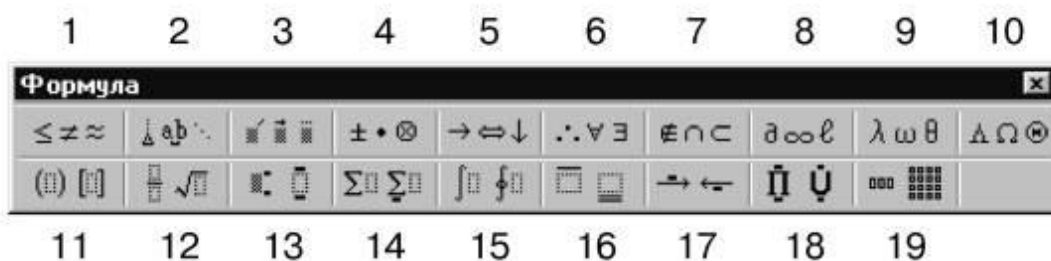 1 2 3 4 5 6 7 8 9 10
Формула
≤ ≠ ≈ a͎b ⋱ ± • ⊗ → ⇔ ↓ ∴ ∀ ∃ ∉ ∩ ⊂ ∂ ∞ ℓ λ ω θ Λ Ω Θ
(▯) [▯] √▯ Σ▯ Σ▯ ∫▯ ∮▯ → ← Π U
11 12 13 14 15 16 17 18 19